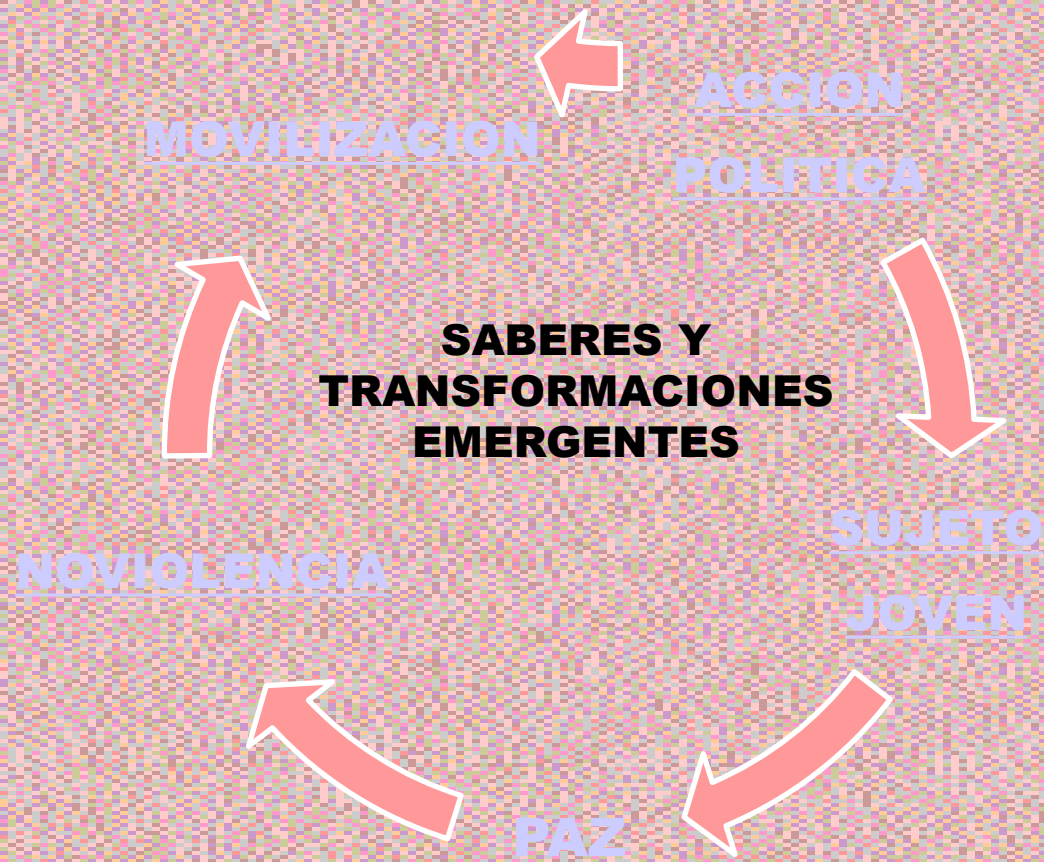 ACCION
POLITICA
MOVILIZACION
SABERES Y
TRANSFORMACIONES
EMERGENTES
SUJETO
JOVEN
NOVIOLENCIA
PAZ